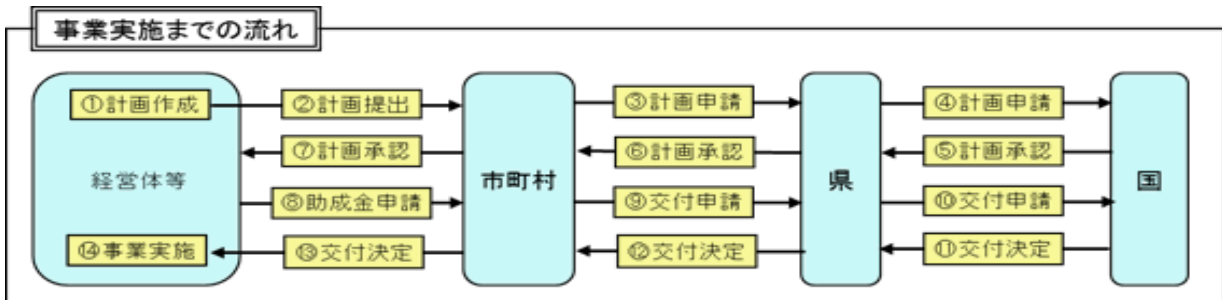 事業実施までの流れ
①計画作成
②計画提出
③計画申請
④計画申請
⑦計画承認
⑥計画承認
⑤計画承認
経営体等
市町村
県
国
⑧助成金申請
⑨交付申請
⑩交付申請
⑭事業実施
⑬交付決定
⑫交付決定
⑪交付決定